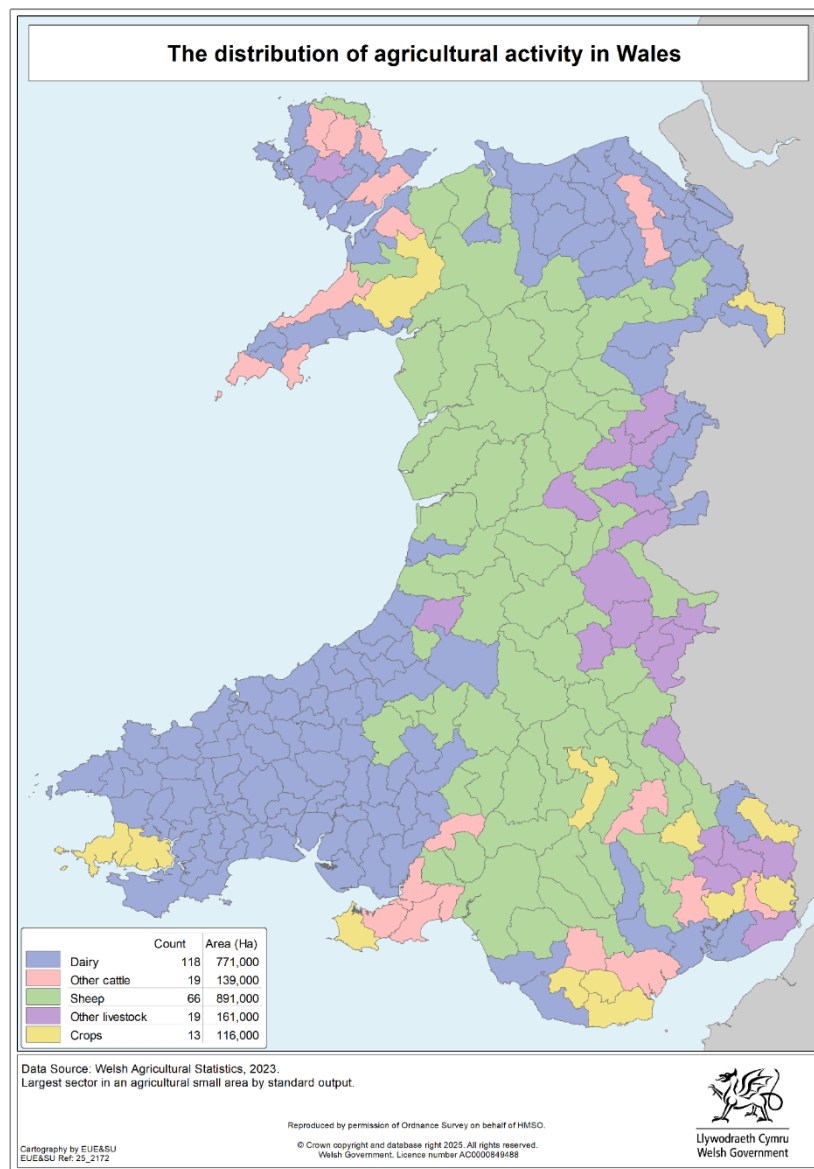 The distribution of agricultural activity in Wales
Count Area (Ha)
Dairy 118 771,000
Other cattle 19 139,000
Sheep 66 891,000
Other livestock 19 161,000
Crops 13 116,000
Data Source: Welsh Agricultural Statistics, 2023.
Largest sector in an agricultural small area by standard output.
Reproduced by permission of Ordnance Survey on behalf of HMSO.
© Crown copyright and database right 2025. All rights reserved.
Welsh Government. Licence number AC0000849488
Cartography by EUE&SU
EUE&SU Ref: 25_2172
Llywodraeth Cymru
Welsh Government